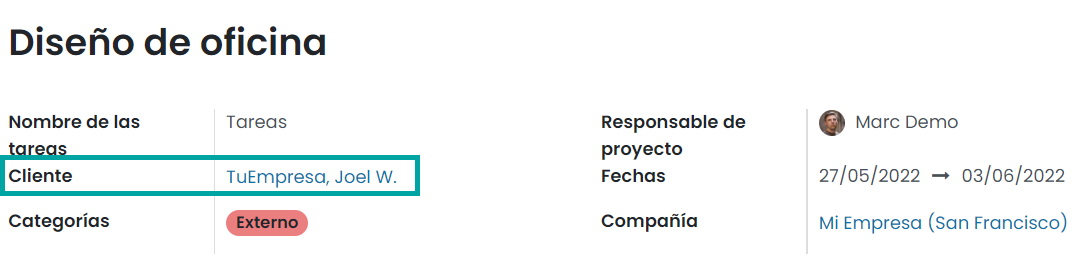 Diseño de oficina
Nombre de las
tareas
Tareas
Cliente
TuEmpresa, Joel W.
Categorías
Externo
Responsable de
proyecto
Marc Demo
Fechas
27/05/2022 → 03/06/2022
Compañía
Mi Empresa (San Francisco)